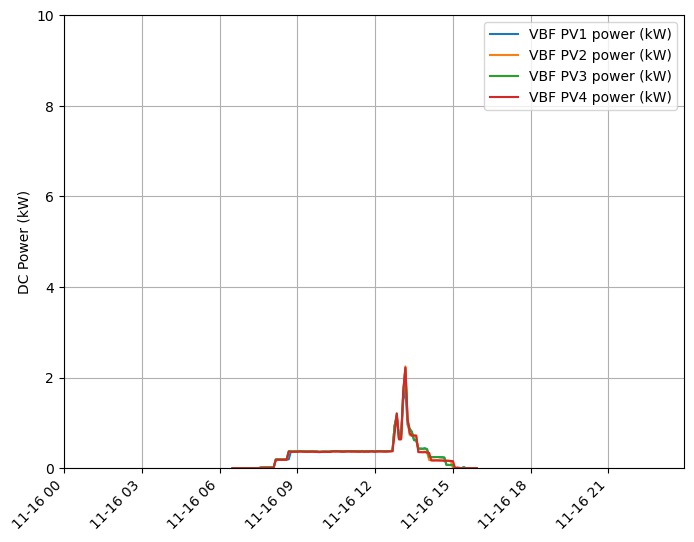 10
8
6
4
2
0
DC Power (kW)
VBF PV1 power (kW)
VBF PV2 power (kW)
VBF PV3 power (kW)
VBF PV4 power (kW)
11-16 00
11-16 03
11-16 06
11-16 09
11-16 12
11-16 15
11-16 18
11-16 21